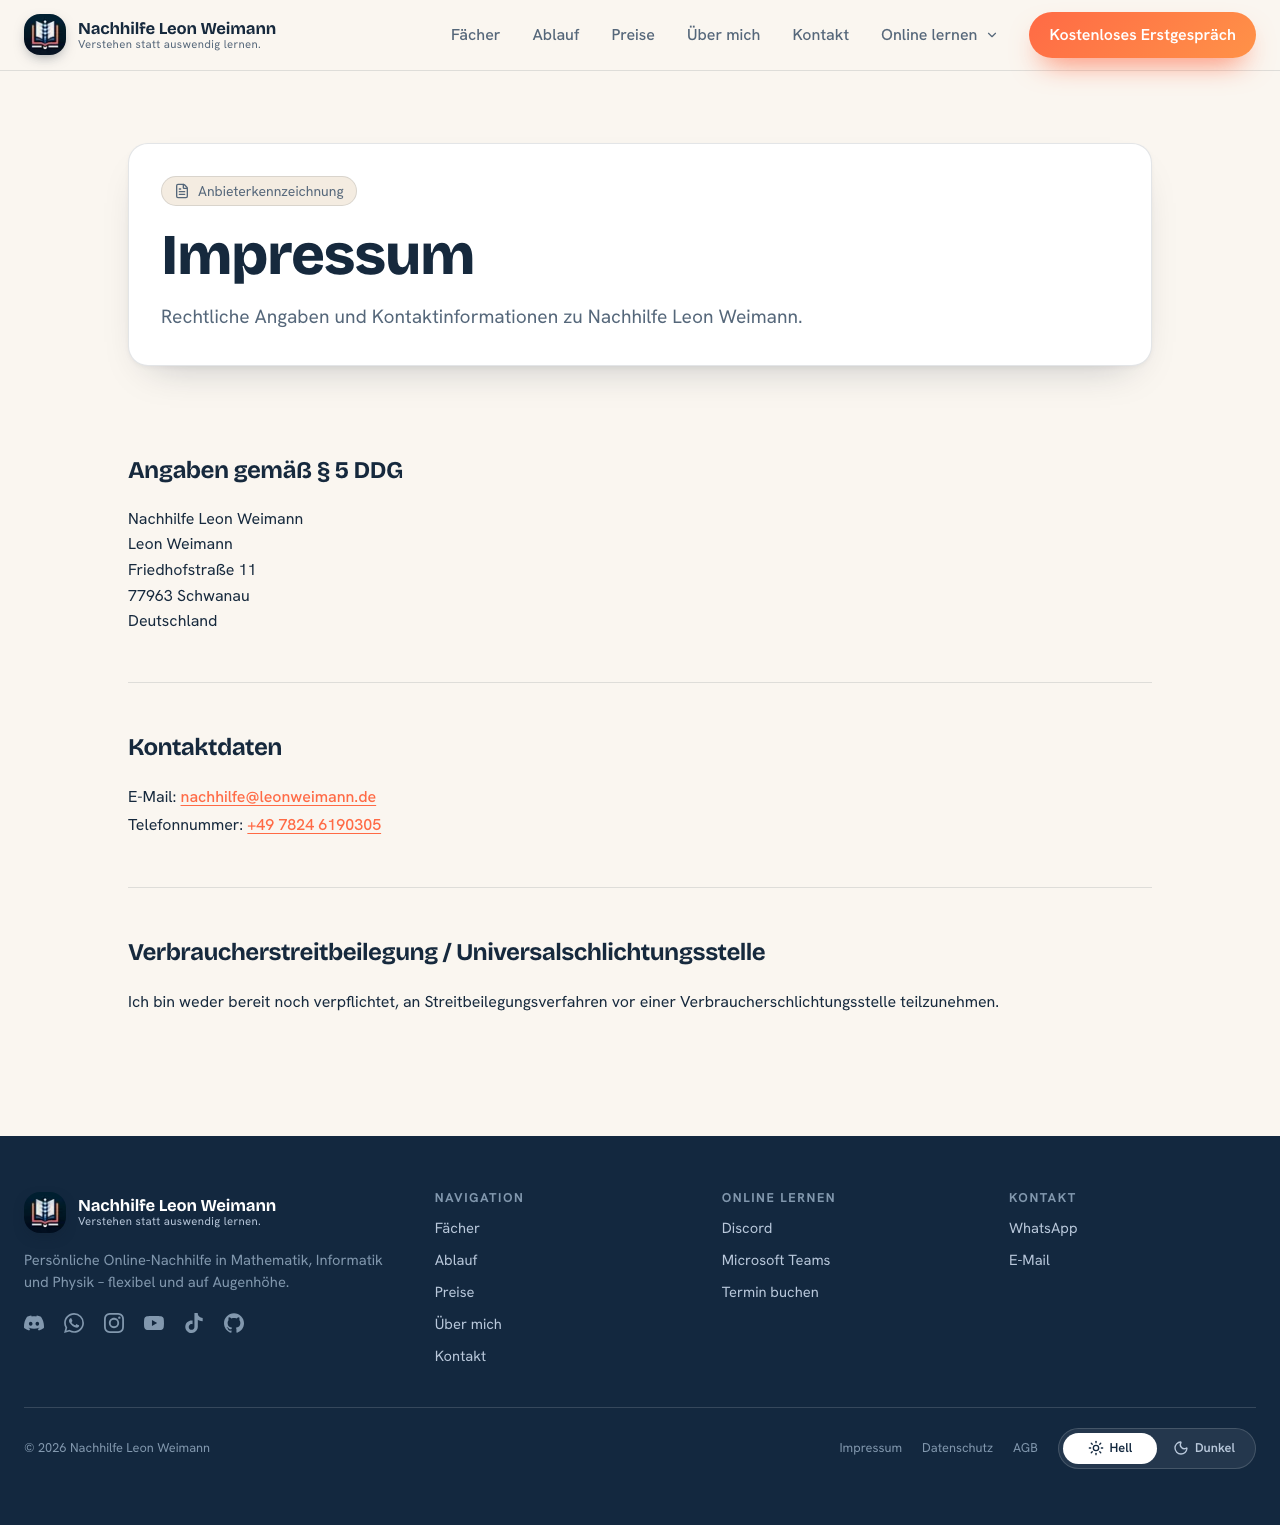 Nachhilfe Leon Weimann
Verstehen statt auswendig lernen.
Fächer
Ablauf
Preise
Über mich
Kontakt
Online lernen
Kostenloses Erstgespräch
Anbieterkennzeichnung
Impressum
Rechtliche Angaben und Kontaktinformationen zu Nachhilfe Leon Weimann.
Angaben gemäß § 5 DDG
Nachhilfe Leon Weimann
Leon Weimann
Friedhofstraße 11
77963 Schwanau
Deutschland
Kontaktdaten
E-Mail: nachhilfe@leonweimann.de
Telefonnummer: +49 7824 6190305
Verbraucherstreitbeilegung / Universalschlichtungsstelle
Ich bin weder bereit noch verpflichtet, an Streitbeilegungsverfahren vor einer Verbraucherschlichtungsstelle teilzunehmen.
Nachhilfe Leon Weimann
Verstehen statt auswendig lernen.
Persönliche Online-Nachhilfe in Mathematik, Informatik
und Physik – flexibel und auf Augenhöhe.
NAVIGATION
Fächer
Ablauf
Preise
Über mich
Kontakt
ONLINE LERNEN
Discord
Microsoft Teams
Termin buchen
KONTAKT
WhatsApp
E-Mail
© 2026 Nachhilfe Leon Weimann
Impressum
Datenschutz
AGB
Hell
Dunkel